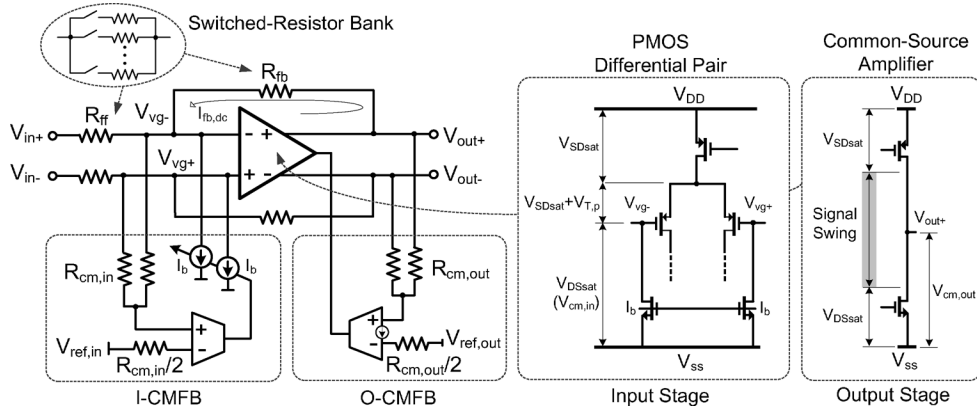 Switched-Resistor Bank
R_fb
R_ff
V_vg-
I_fb,dc
V_in+
V_out+
V_vg+
V_in-
V_out-
- +
+ -
R_cm,in
I_b
I_b
R_cm,out
+
-
V_ref,in
R_cm,in/2
+
-
V_ref,out
R_cm,out/2
I-CMFB
O-CMFB
PMOS
Differential Pair
V_DD
V_SDsat
V_SDsat+V_T,p
V_vg-
V_vg+
V_DSsat
(V_cm,in)
I_b
I_b
V_ss
Input Stage
Common-Source
Amplifier
V_DD
V_SDsat
Signal
Swing
V_out+
V_cm,out
V_DSsat
V_ss
Output Stage